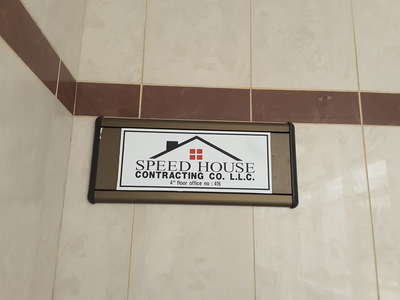 SPEED HOUSE
CONTRACTING CO. L.L.C.
4th floor office no : 416